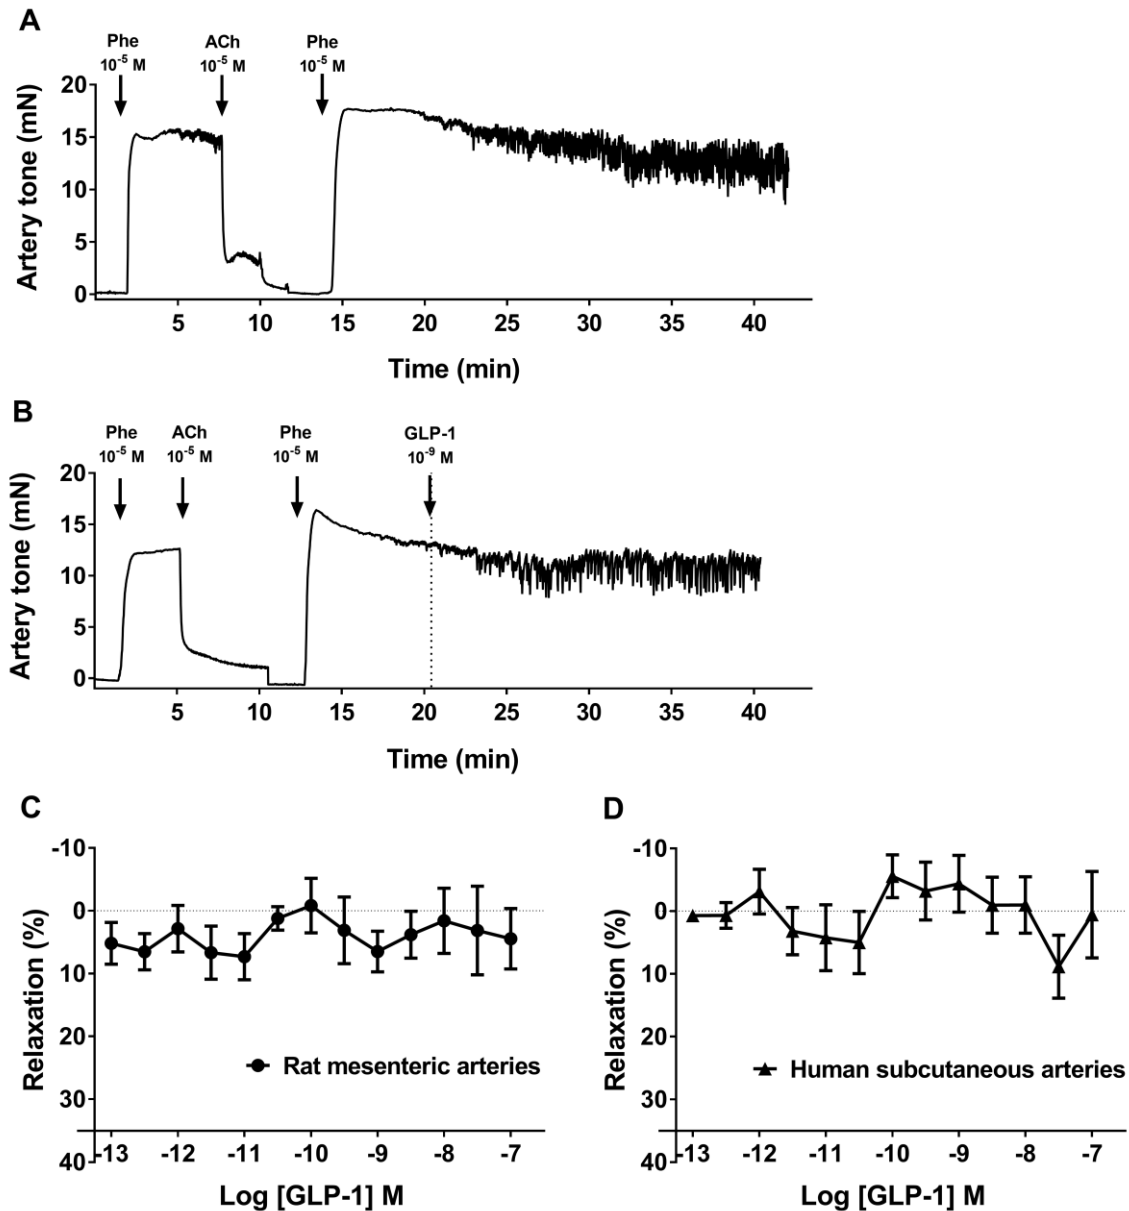 A
Phe
10⁻⁵ M
ACh
10⁻⁵ M
Phe
10⁻⁵ M
Artery tone (mN)
20
15
10
5
0
5 10 15 20 25 30 35 40
Time (min)
B
Phe
10⁻⁵ M
ACh
10⁻⁵ M
Phe
10⁻⁵ M
GLP-1
10⁻⁹ M
Artery tone (mN)
20
15
10
5
0
5 10 15 20 25 30 35 40
Time (min)
C
Relaxation (%)
-10
0
10
20
30
40
Rat mesenteric arteries
-13 -12 -11 -10 -9 -8 -7
Log [GLP-1] M
D
Relaxation (%)
-10
0
10
20
30
40
Human subcutaneous arteries
-13 -12 -11 -10 -9 -8 -7
Log [GLP-1] M